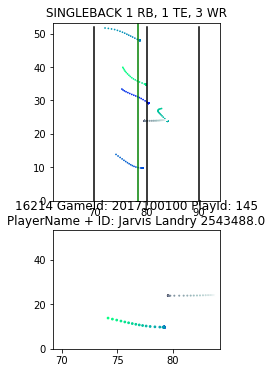 SINGLEBACK 1 RB, 1 TE, 3 WR
50
40
30
20
10
0
70 80 90
16214 GameId: 2017100100 PlayId: 145
PlayerName + ID: Jarvis Landry 2543488.0
40
20
0
70 75 80